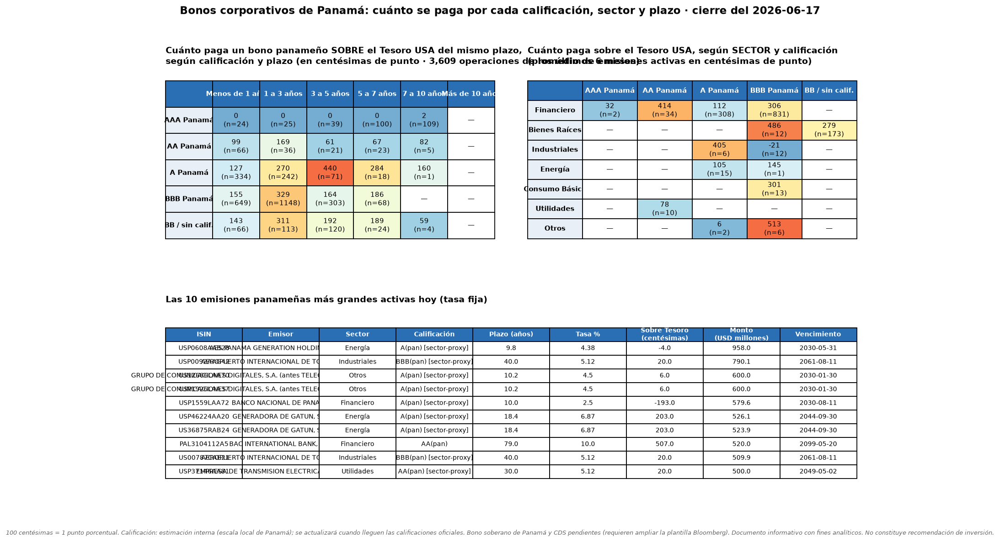 Bonos corporativos de Panamá: cuánto se paga por cada calificación, sector y plazo · cierre del 2026-06-17
Cuánto paga un bono panameño SOBRE el Tesoro USA del mismo plazo,
según calificación y plazo (en centésimas de punto · 3,609 operaciones de los últimos 6 meses)
Menos de 1 añ 1 a 3 años 3 a 5 años 5 a 7 años 7 a 10 años Más de 10 año
AAA Panamá 0 0 0 0 2 —
(n=24) (n=25) (n=39) (n=100) (n=109)
AA Panamá 99 169 61 67 82 —
(n=66) (n=36) (n=21) (n=23) (n=5)
A Panamá 127 270 440 284 160 —
(n=334) (n=242) (n=71) (n=18) (n=1)
BBB Panamá 155 329 164 186 — —
(n=649) (n=1148) (n=303) (n=68)
BB / sin calif. 143 311 192 189 59 —
(n=66) (n=113) (n=120) (n=24) (n=4)
Cuánto paga sobre el Tesoro USA, según SECTOR y calificación
(promedio de emisiones activas en centésimas de punto)
AAA Panamá AA Panamá A Panamá BBB Panamá BB / sin calif.
Financiero 32 414 112 306 —
(n=2) (n=34) (n=308) (n=831)
Bienes Raíces — — — 486 279
(n=12) (n=173)
Industriales — — 405 -21 —
(n=6) (n=12)
Energía — — 105 145 —
(n=15) (n=1)
Consumo Básic — — — 301 —
(n=13)
Utilidades — 78 — — —
(n=10)
Otros — — 6 513 —
(n=2) (n=6)
Las 10 emisiones panameñas más grandes activas hoy (tasa fija)
ISIN Emisor Sector Calificación Plazo (años) Tasa % Sobre Tesoro (centésimas) Monto (USD millones) Vencimiento
PANAMA GENERATION HOLDIN Energía A(pan) [sector-proxy] 9.8 4.38 -4.0 958.0 2030-05-31
AEROPUERTO INTERNACIONAL DE TO Industriales BBB(pan) [sector-proxy] 40.0 5.12 20.0 790.1 2061-08-11
GRUPO DE COMUNICACIONES DIGITALES, S.A. (antes TELEC Otros A(pan) [sector-proxy] 10.2 4.5 6.0 600.0 2030-01-30
GRUPO DE COMUNICACIONES DIGITALES, S.A. (antes TELEC Otros A(pan) [sector-proxy] 10.2 4.5 6.0 600.0 2030-01-30
USP1559LAA72 BANCO NACIONAL DE PANA Financiero A(pan) [sector-proxy] 10.0 2.5 -193.0 579.6 2030-08-11
USP46224AA20 GENERADORA DE GATUN, S Energía A(pan) [sector-proxy] 18.4 6.87 203.0 526.1 2044-09-30
US36875RAB24 GENERADORA DE GATUN, S Energía A(pan) [sector-proxy] 18.4 6.87 203.0 523.9 2044-09-30
PAL3104112A5 BAC INTERNATIONAL BANK, Financiero AA(pan) 79.0 10.0 507.0 520.0 2099-05-20
AEROPUERTO INTERNACIONAL DE TO Industriales BBB(pan) [sector-proxy] 40.0 5.12 20.0 509.9 2061-08-11
EMPRESA DE TRANSMISION ELECTRICA Utilidades AA(pan) [sector-proxy] 30.0 5.12 20.0 500.0 2049-05-02
100 centésimas = 1 punto porcentual. Calificación: estimación interna (escala local de Panamá); se actualizará cuando lleguen las calificaciones oficiales. Bono soberano de Panamá y CDS pendientes (requieren ampliar la plantilla Bloomberg). Documento informativo con fines analíticos. No constituye recomendación de inversión.